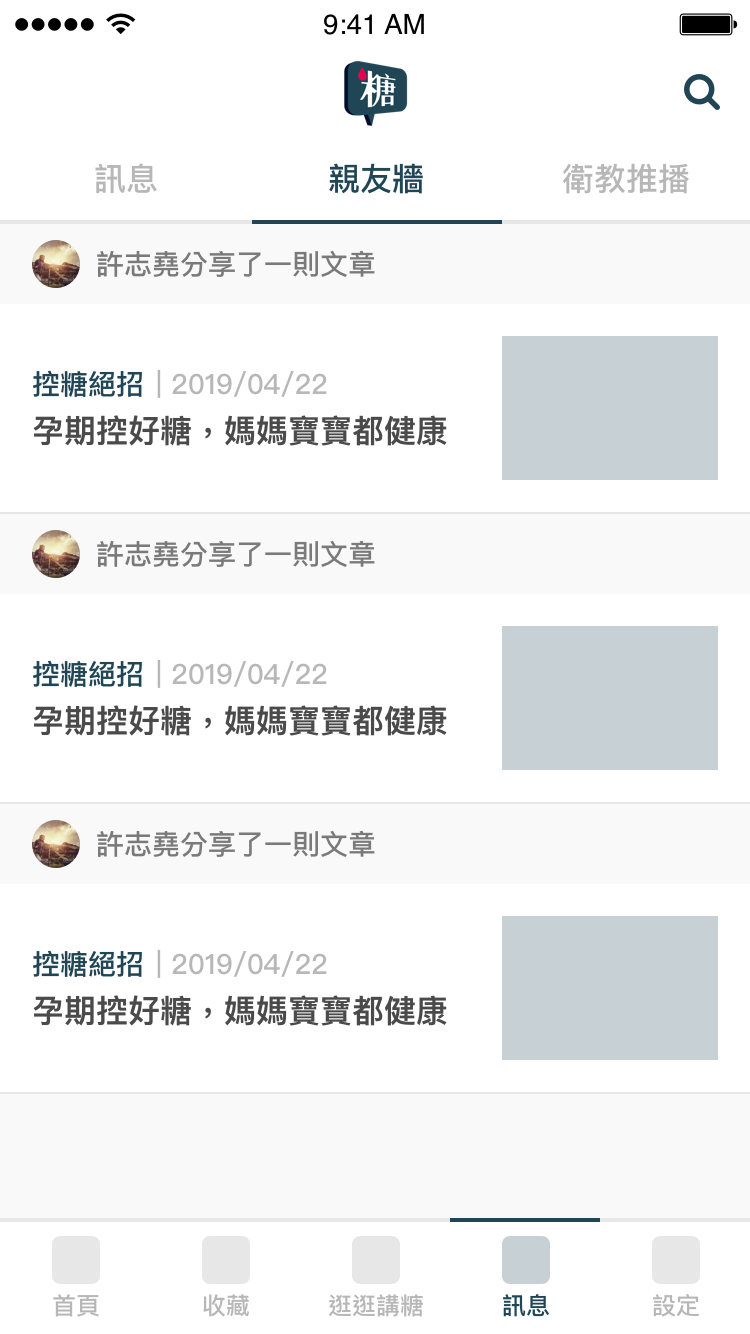 9:41 AM
糖
訊息
親友牆
衛教推播
許志堯分享了一則文章
控糖絕招｜2019/04/22
孕期控好糖，媽媽寶寶都健康
許志堯分享了一則文章
控糖絕招｜2019/04/22
孕期控好糖，媽媽寶寶都健康
許志堯分享了一則文章
控糖絕招｜2019/04/22
孕期控好糖，媽媽寶寶都健康
首頁
收藏
逛逛講糖
訊息
設定